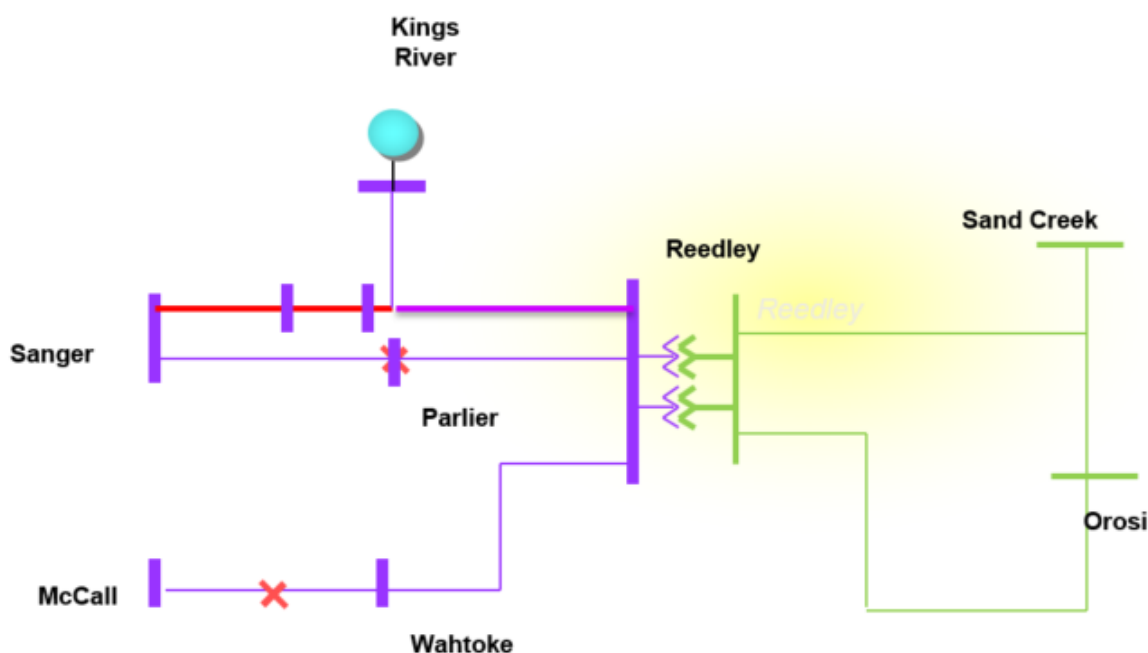 Kings
River
Sand Creek
Reedley
Reedley
Sanger
Parlier
Orosi
McCall
Wahtoke